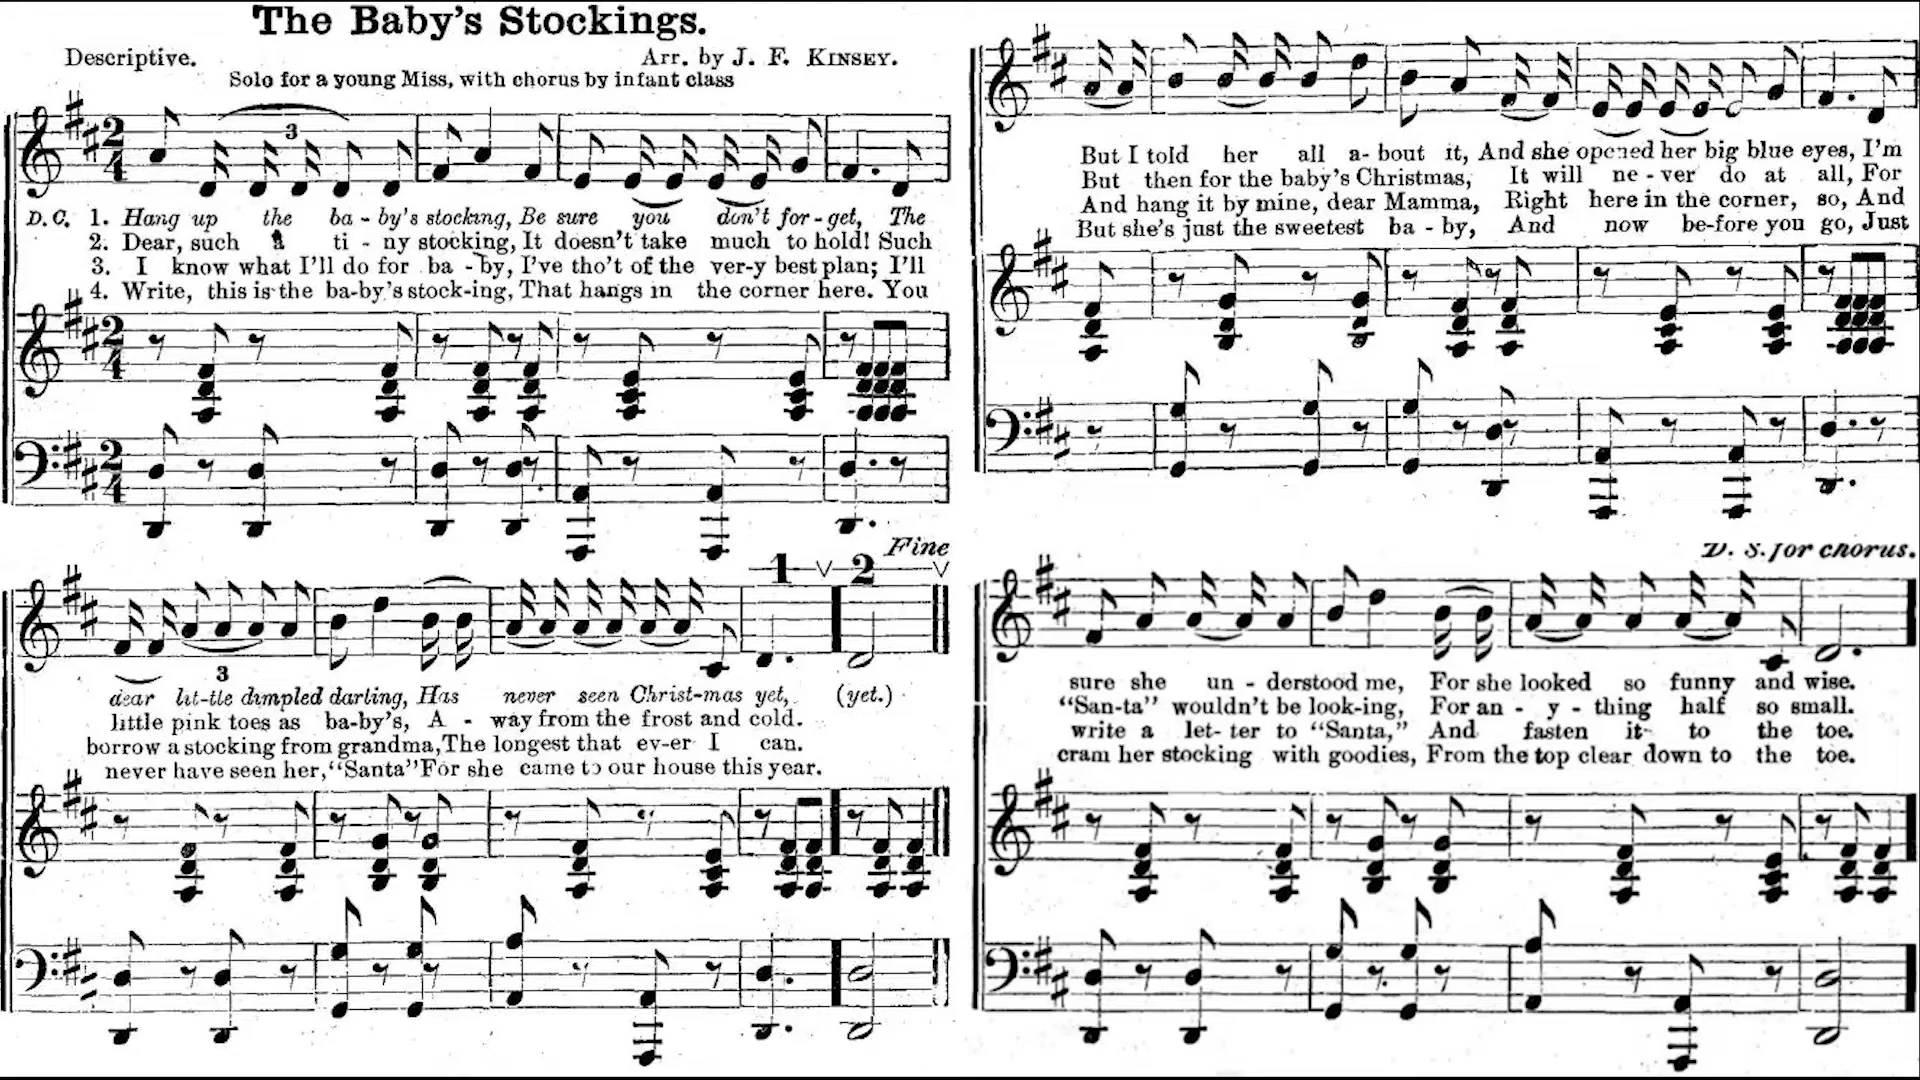 The Baby's Stockings.
Descriptive.
Arr. by J. F. KINSEY.
Solo for a young Miss, with chorus by infant class
3
2
4
D.C. 1. Hang up the ba - by's stocking, Be sure you don't for - get, The
2. Dear, such a ti - ny stocking, It doesn't take much to hold! Such
3. I know what I'll do for ba - by, I've tho't of the ver-y best plan; I'll
4. Write, this is the ba-by's stock-ing, That hangs in the corner here. You
2
4
2
4
Fine
1 2
3
dear lit-tle dimpled darling, Has never seen Christ-mas yet, (yet.)
little pink toes as ba-by's, A - way from the frost and cold.
borrow a stocking from grandma, The longest that ev-er I can.
never have seen her, "Santa" For she came to our house this year.
But I told her all a- bout it, And she opened her big blue eyes, I'm
But then for the baby's Christmas, It will ne - ver do at all, For
And hang it by mine, dear Mamma, Right here in the corner, so, And
But she's just the sweetest ba - by, And now be-fore you go, Just
D. S. for chorus.
sure she un - derstood me, For she looked so funny and wise.
"San-ta" wouldn't be look-ing, For an - y - thing half so small.
write a let- ter to "Santa," And fasten it to the toe.
cram her stocking with goodies, From the top clear down to the toe.